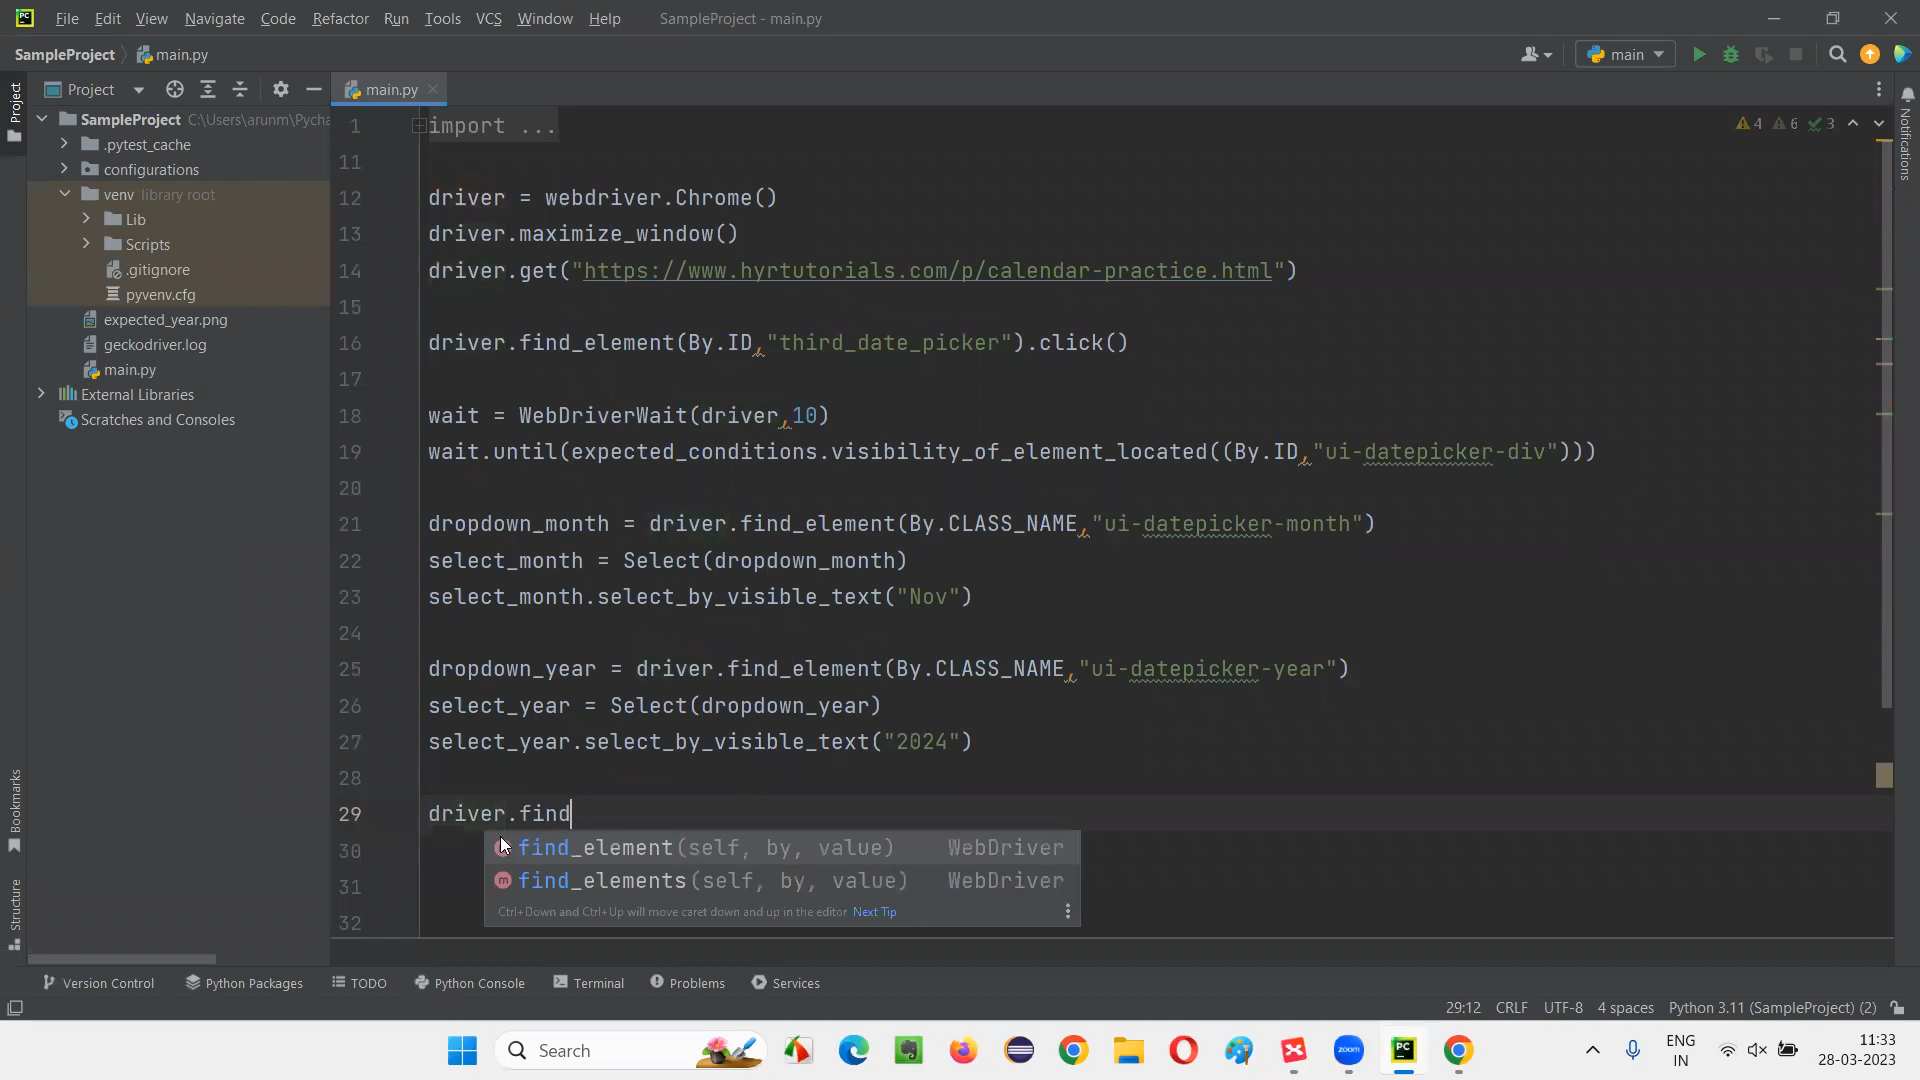 PC File Edit View Navigate Code Refactor Run Tools VCS Window Help SampleProject - main.py
SampleProject main.py main
Project main.py
SampleProject C:\Users\arunm\Pycha
.pytest_cache
configurations
venv library root
Lib
Scripts
.gitignore
pyvenv.cfg
expected_year.png
geckodriver.log
main.py
External Libraries
Scratches and Consoles
Project
Bookmarks
Structure
Notifications
4 6 3
1 import ...
11
12 driver = webdriver.Chrome()
13 driver.maximize_window()
14 driver.get("https://www.hyrtutorials.com/p/calendar-practice.html")
15
16 driver.find_element(By.ID,"third_date_picker").click()
17
18 wait = WebDriverWait(driver,10)
19 wait.until(expected_conditions.visibility_of_element_located((By.ID,"ui-datepicker-div")))
20
21 dropdown_month = driver.find_element(By.CLASS_NAME,"ui-datepicker-month")
22 select_month = Select(dropdown_month)
23 select_month.select_by_visible_text("Nov")
24
25 dropdown_year = driver.find_element(By.CLASS_NAME,"ui-datepicker-year")
26 select_year = Select(dropdown_year)
27 select_year.select_by_visible_text("2024")
28
29 driver.find
30 find_element(self, by, value) WebDriver
31 m find_elements(self, by, value) WebDriver
Ctrl+Down and Ctrl+Up will move caret down and up in the editor Next Tip
32
Version Control Python Packages TODO Python Console Terminal Problems Services
29:12 CRLF UTF-8 4 spaces Python 3.11 (SampleProject) (2)
Search zoom PC ENG 11:33
IN 28-03-2023